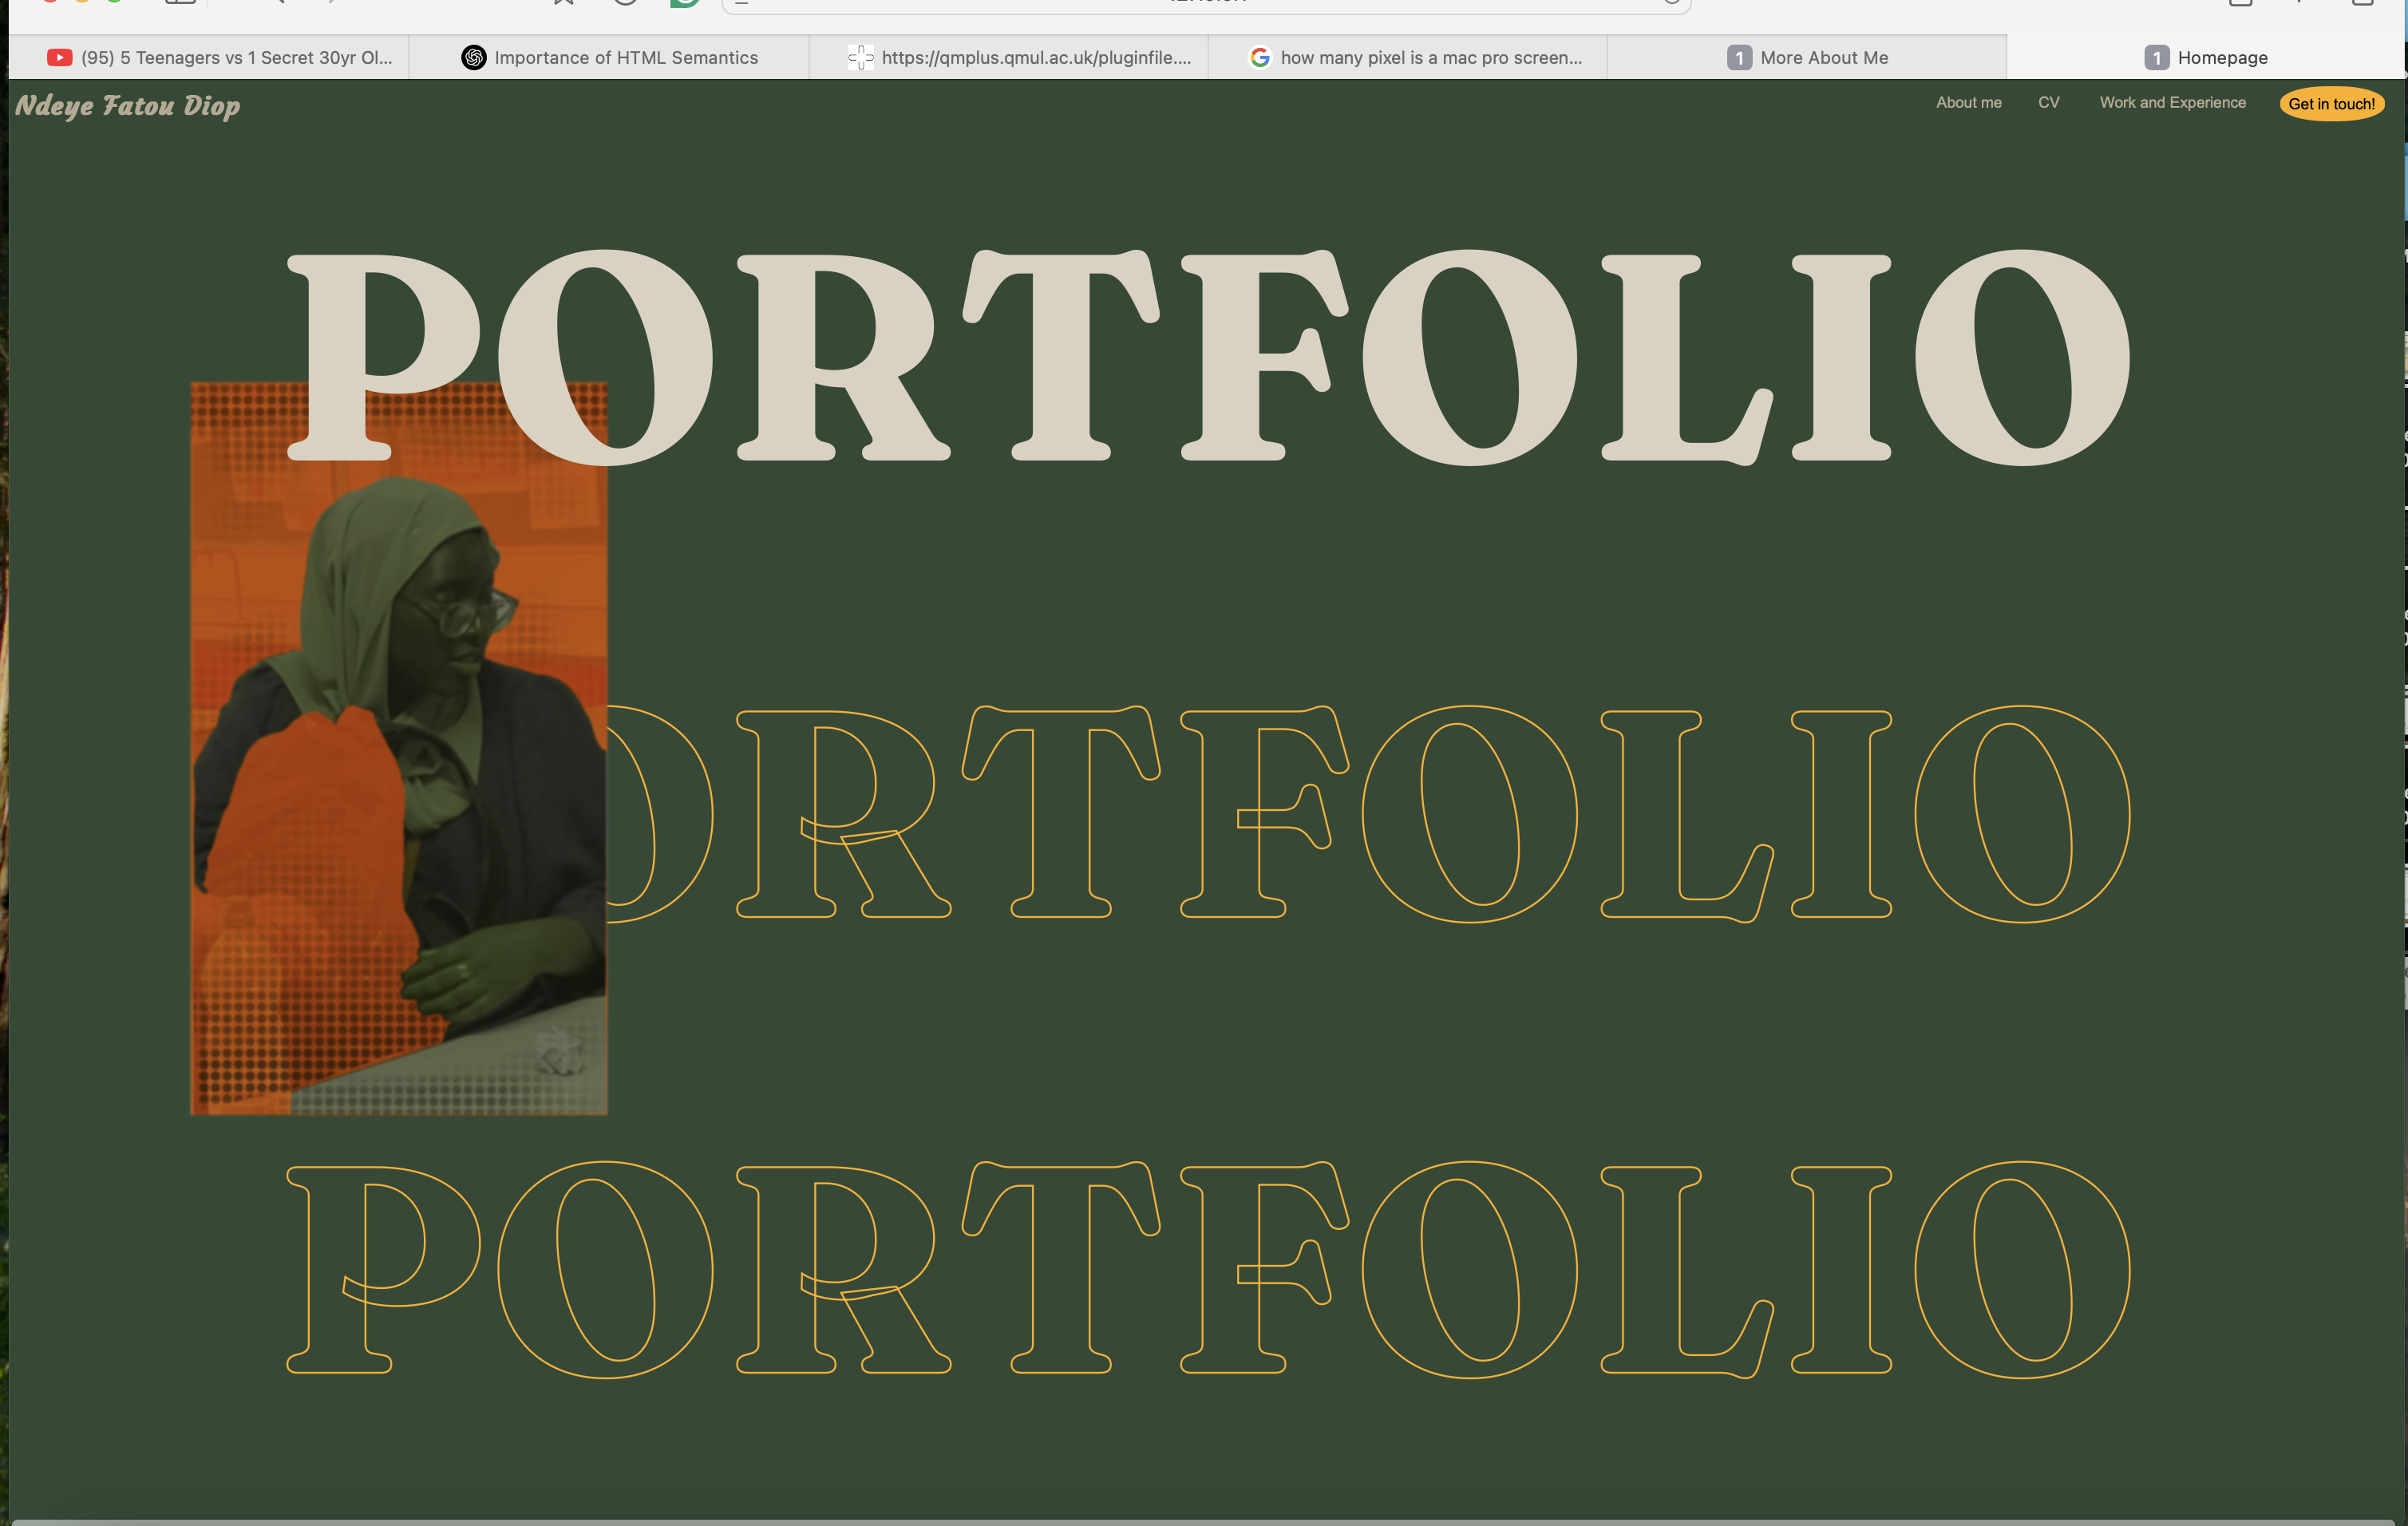 (95) 5 Teenagers vs 1 Secret 30yr Ol...
Importance of HTML Semantics
https://qmplus.qmul.ac.uk/pluginfile....
how many pixel is a mac pro screen...
1 More About Me
1 Homepage
Ndeye Fatou Diop
About me
CV
Work and Experience
Get in touch!
PORTFOLIO
ORTFOLIO
PORTFOLIO